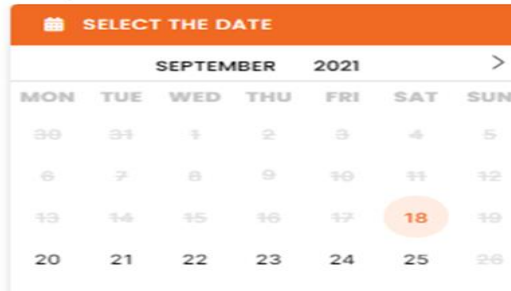 SELECT THE DATE
SEPTEMBER 2021 >
MON TUE WED THU FRI SAT SUN
30 31 1 2 3 4 5
6 7 8 9 10 11 12
13 14 15 16 17 18 19
20 21 22 23 24 25 26